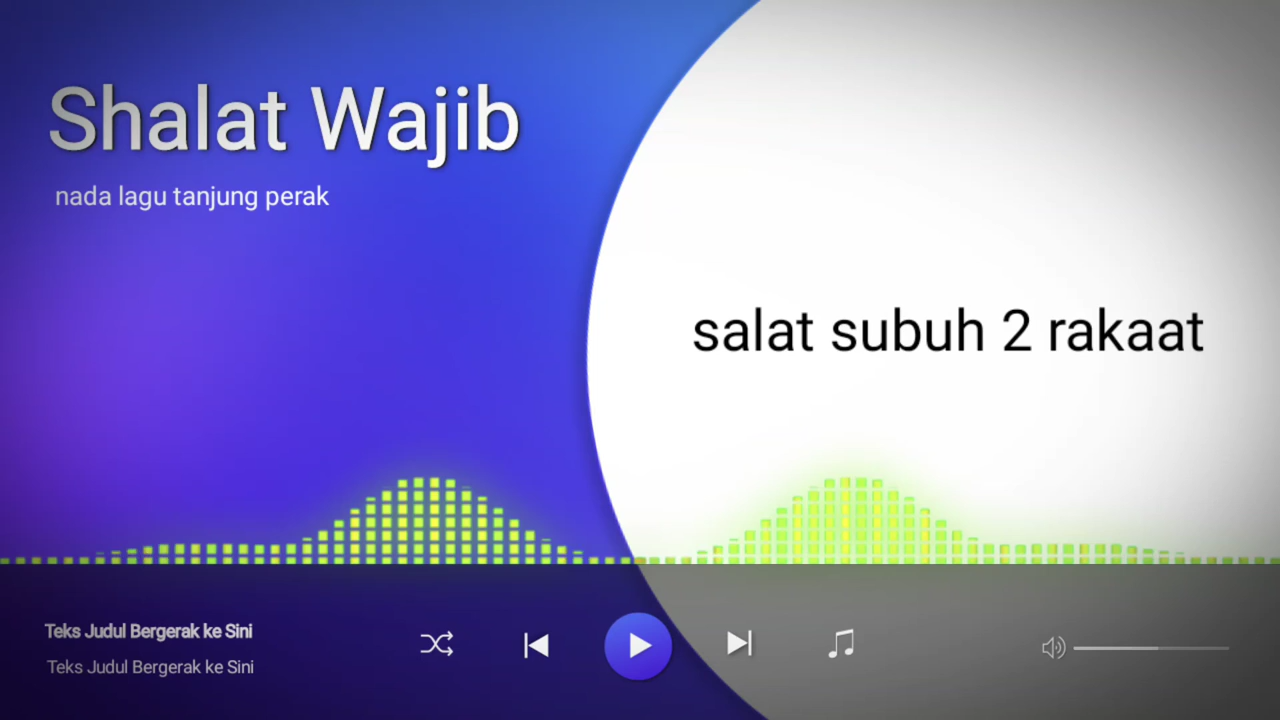 Shalat Wajib
nada lagu tanjung perak
salat subuh 2 rakaat
Teks Judul Bergerak ke Sini
Teks Judul Bergerak ke Sini